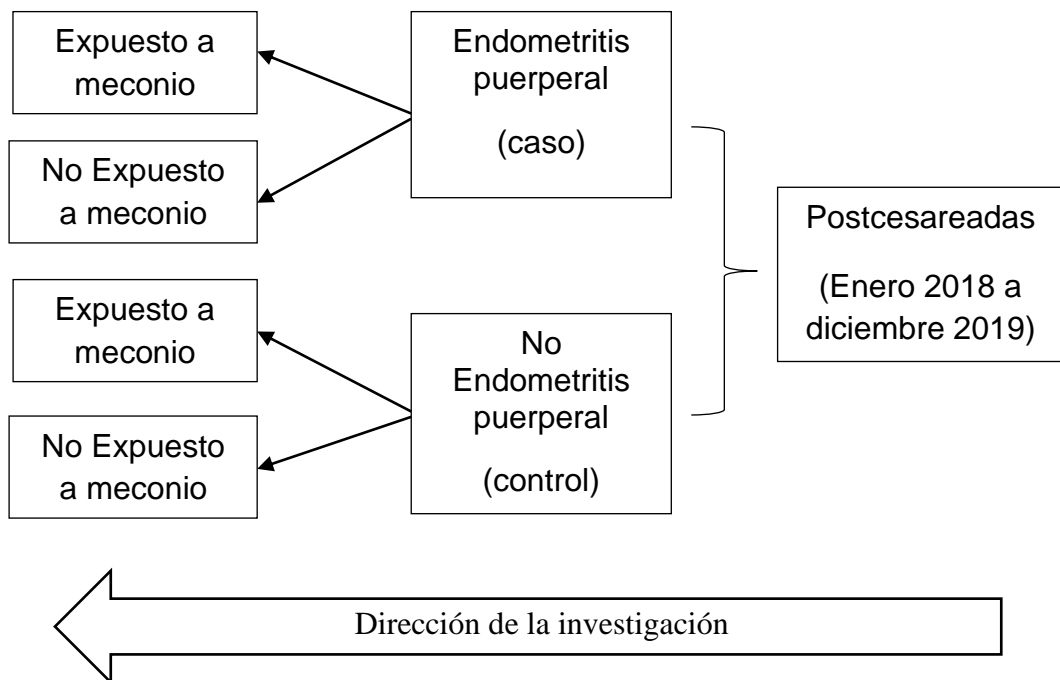 Expuesto a
meconio
No Expuesto
a meconio
Expuesto a
meconio
No Expuesto
a meconio
Endometritis
puerperal
(caso)
No
Endometritis
puerperal
(control)
Postcesareadas
(Enero 2018 a
diciembre 2019)
Dirección de la investigación